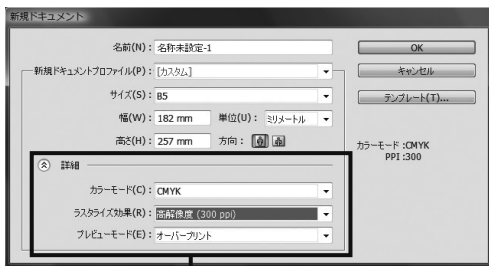 新規ドキュメント
名前(N)：名称未設定-1
OK
新規ドキュメントプロファイル(P)：[カスタム]
キャンセル
サイズ(S)：B5
テンプレート(T)...
幅(W)：182 mm 単位(U)：ミリメートル
高さ(H)：257 mm 方向：
カラーモード:CMYK
PPI:300
詳細
カラーモード(C)：CMYK
ラスタライズ効果(R)：高解像度 (300 ppi)
プレビューモード(E)：オーバープリント